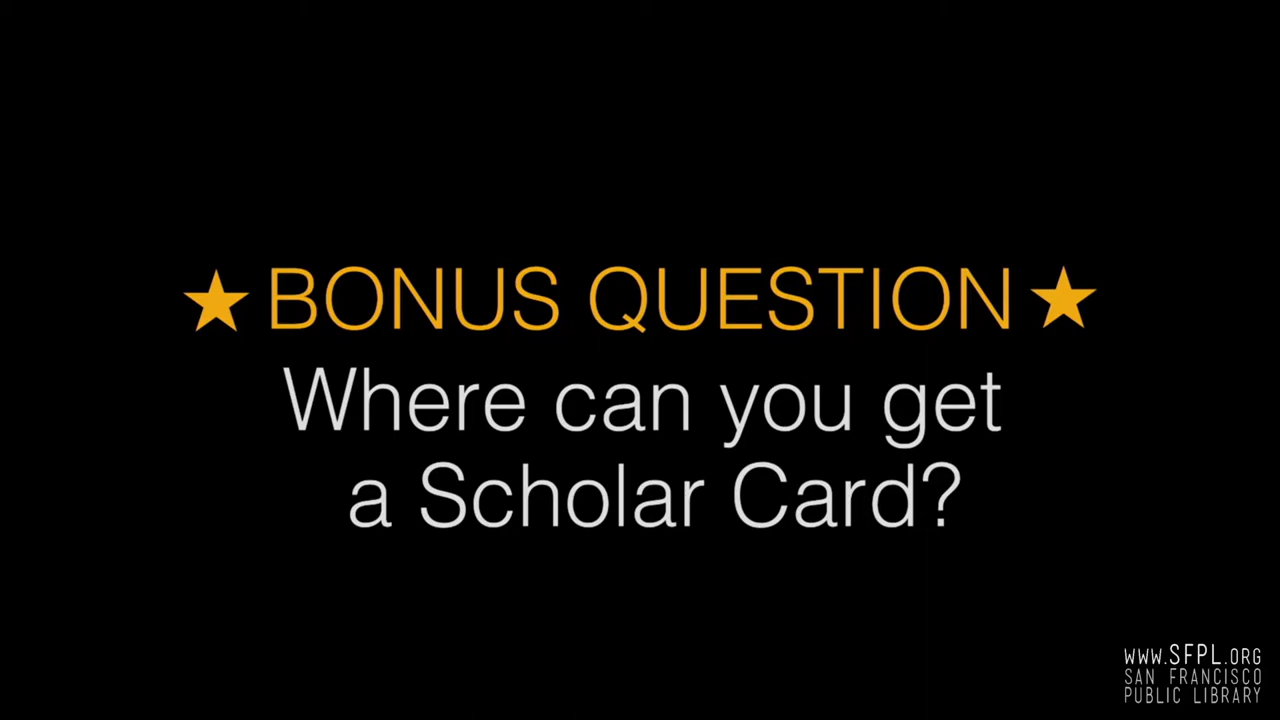 ★ BONUS QUESTION ★
Where can you get
a Scholar Card?
WWW.SFPL.ORG
SAN FRANCISCO
PUBLIC LIBRARY